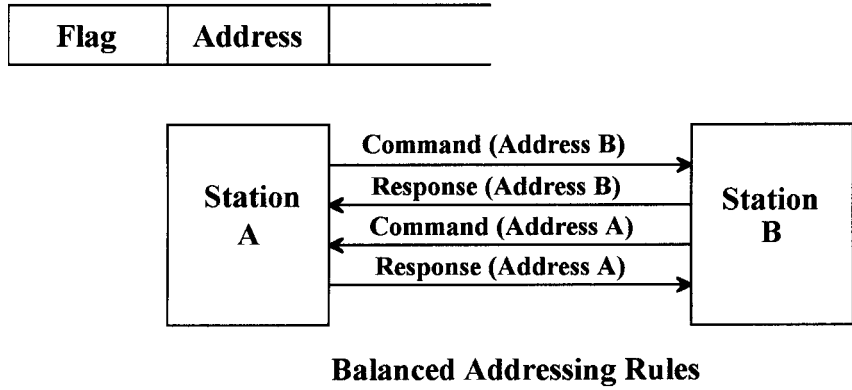 Flag Address
Command (Address B)
Response (Address B)
Command (Address A)
Response (Address A)
Station
A
Station
B
Balanced Addressing Rules